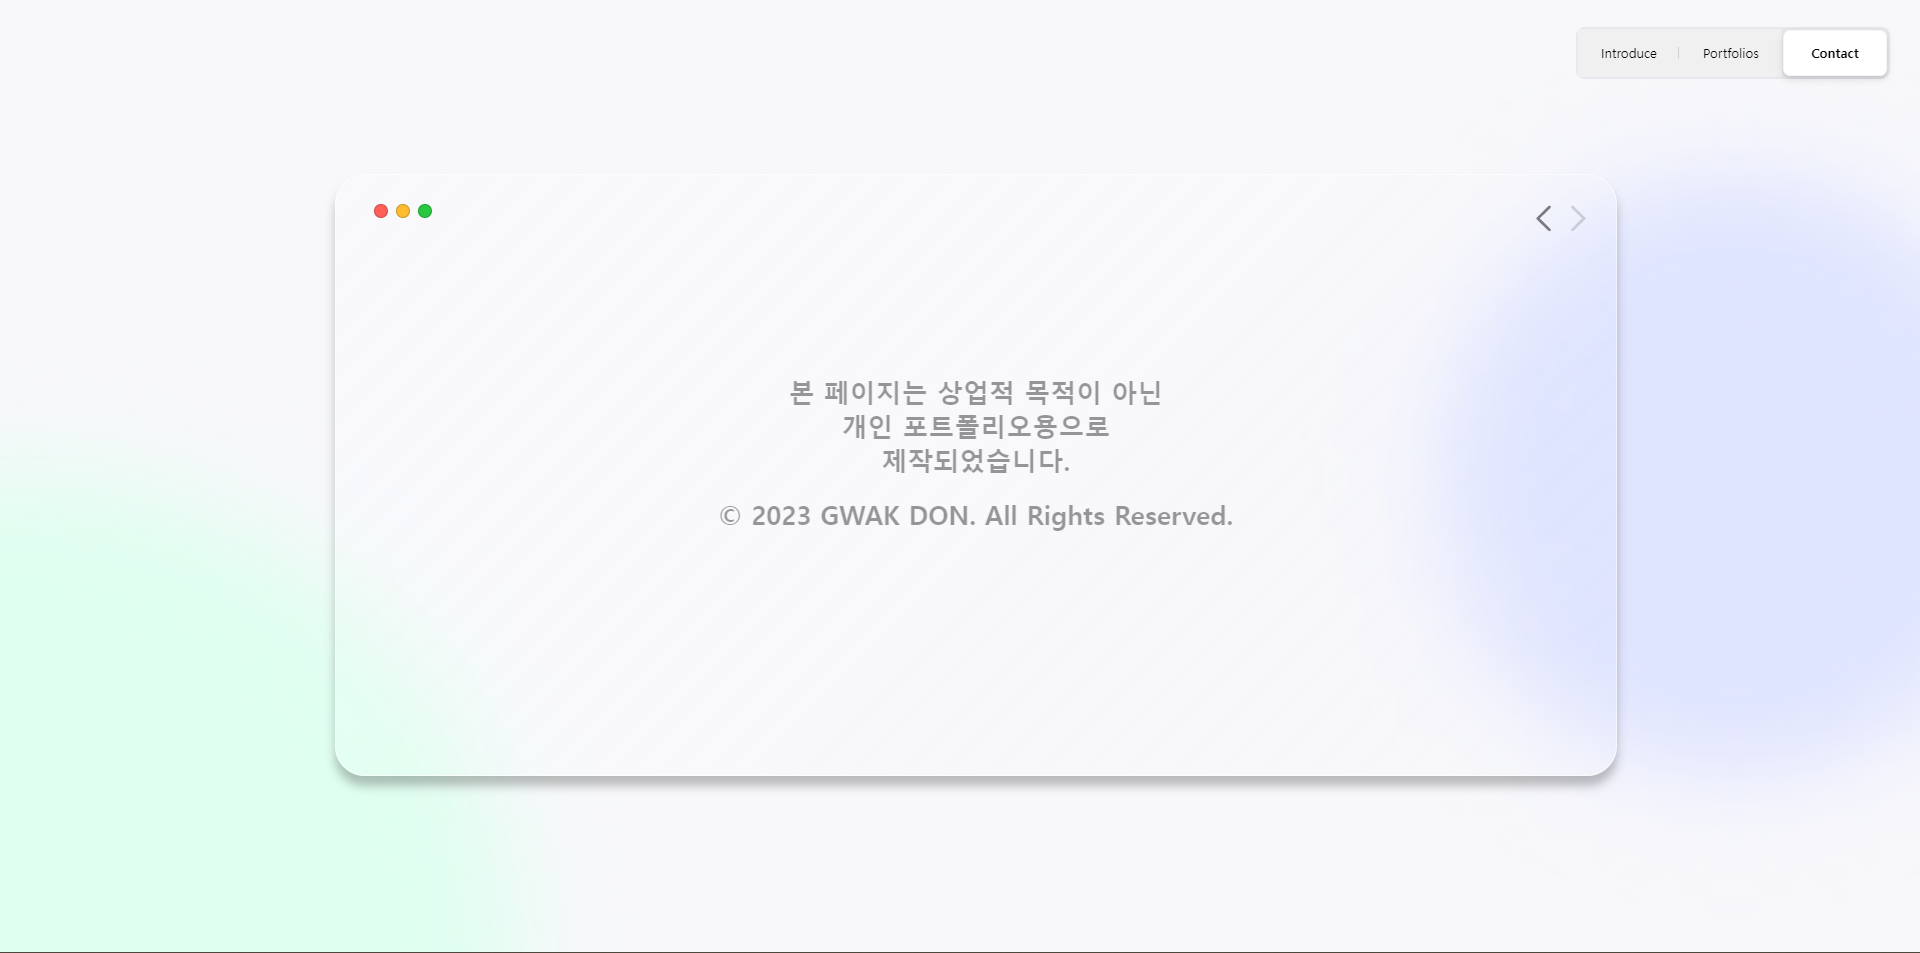 Introduce
Portfolios
Contact
본 페이지는 상업적 목적이 아닌
개인 포트폴리오용으로
제작되었습니다.
© 2023 GWAK DON. All Rights Reserved.